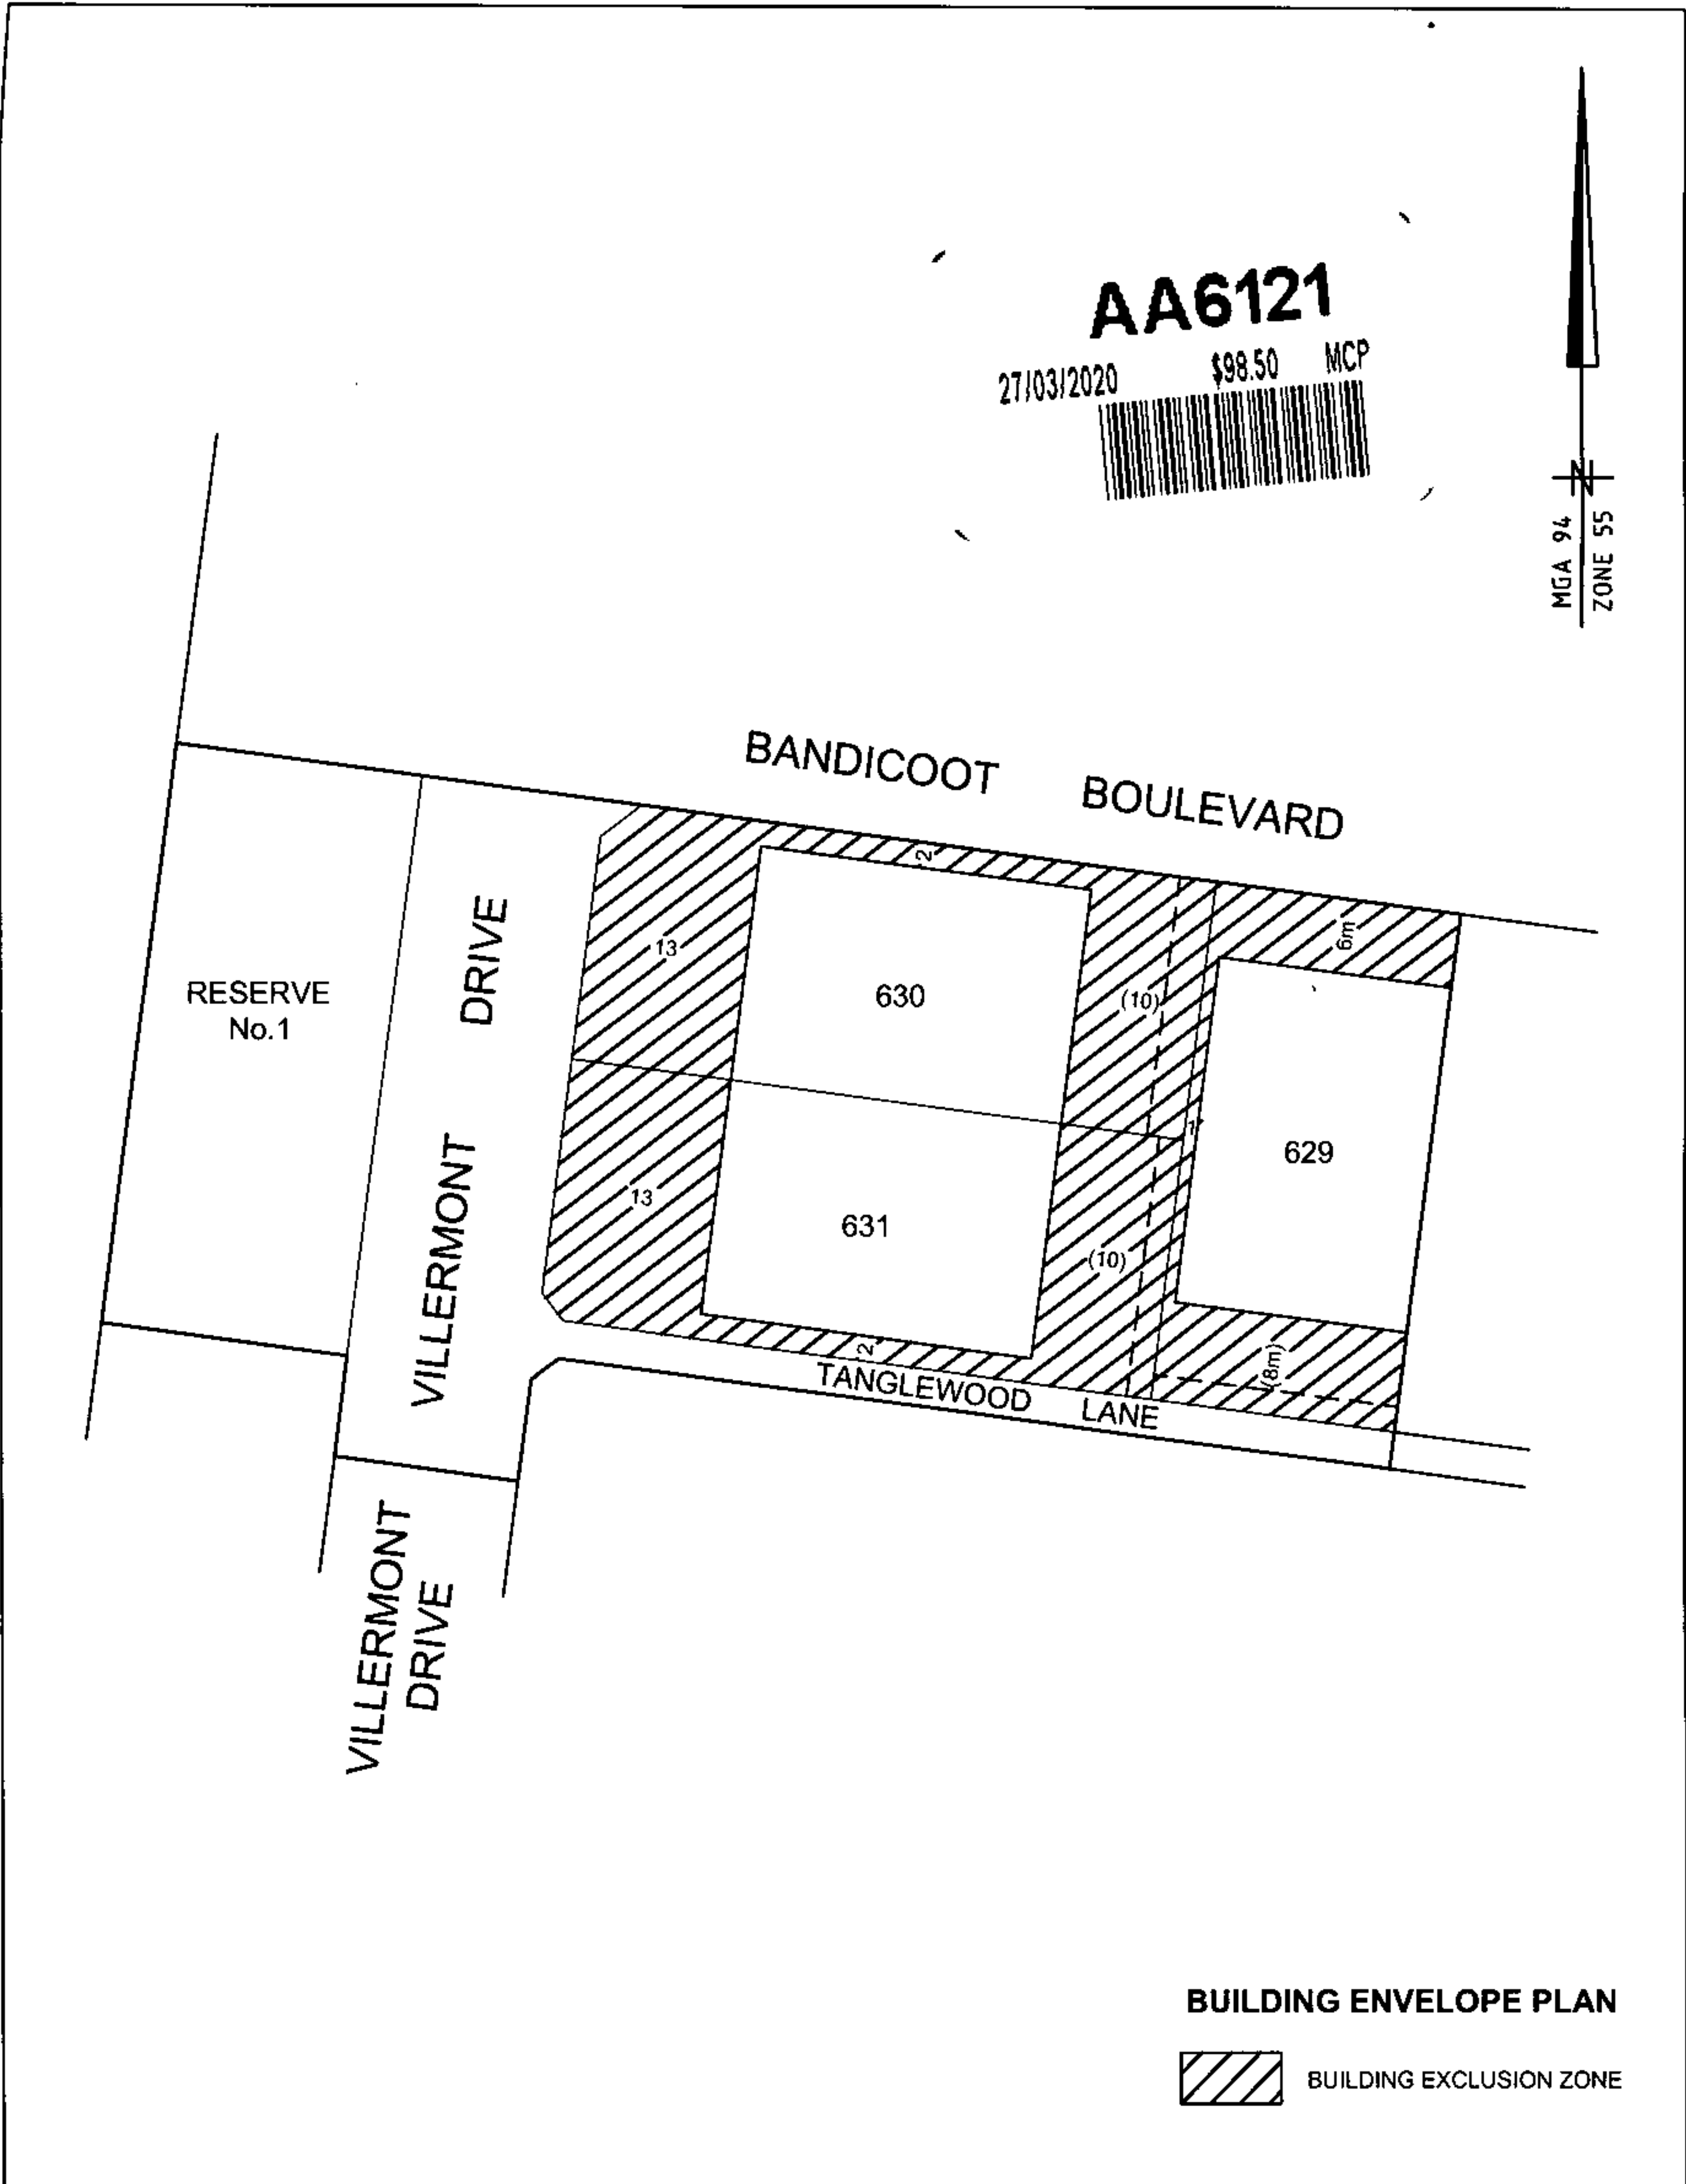 AA6121
27/03/2020 $98.50 MCP
N
MGA 94
ZONE 55
BANDICOOT BOULEVARD
2
6m
13
630
(10)
RESERVE
No.1
VILLERMONT DRIVE
1
629
13
631
(10)
2
(8m)
TANGLEWOOD LANE
VILLERMONT
DRIVE
BUILDING ENVELOPE PLAN
BUILDING EXCLUSION ZONE